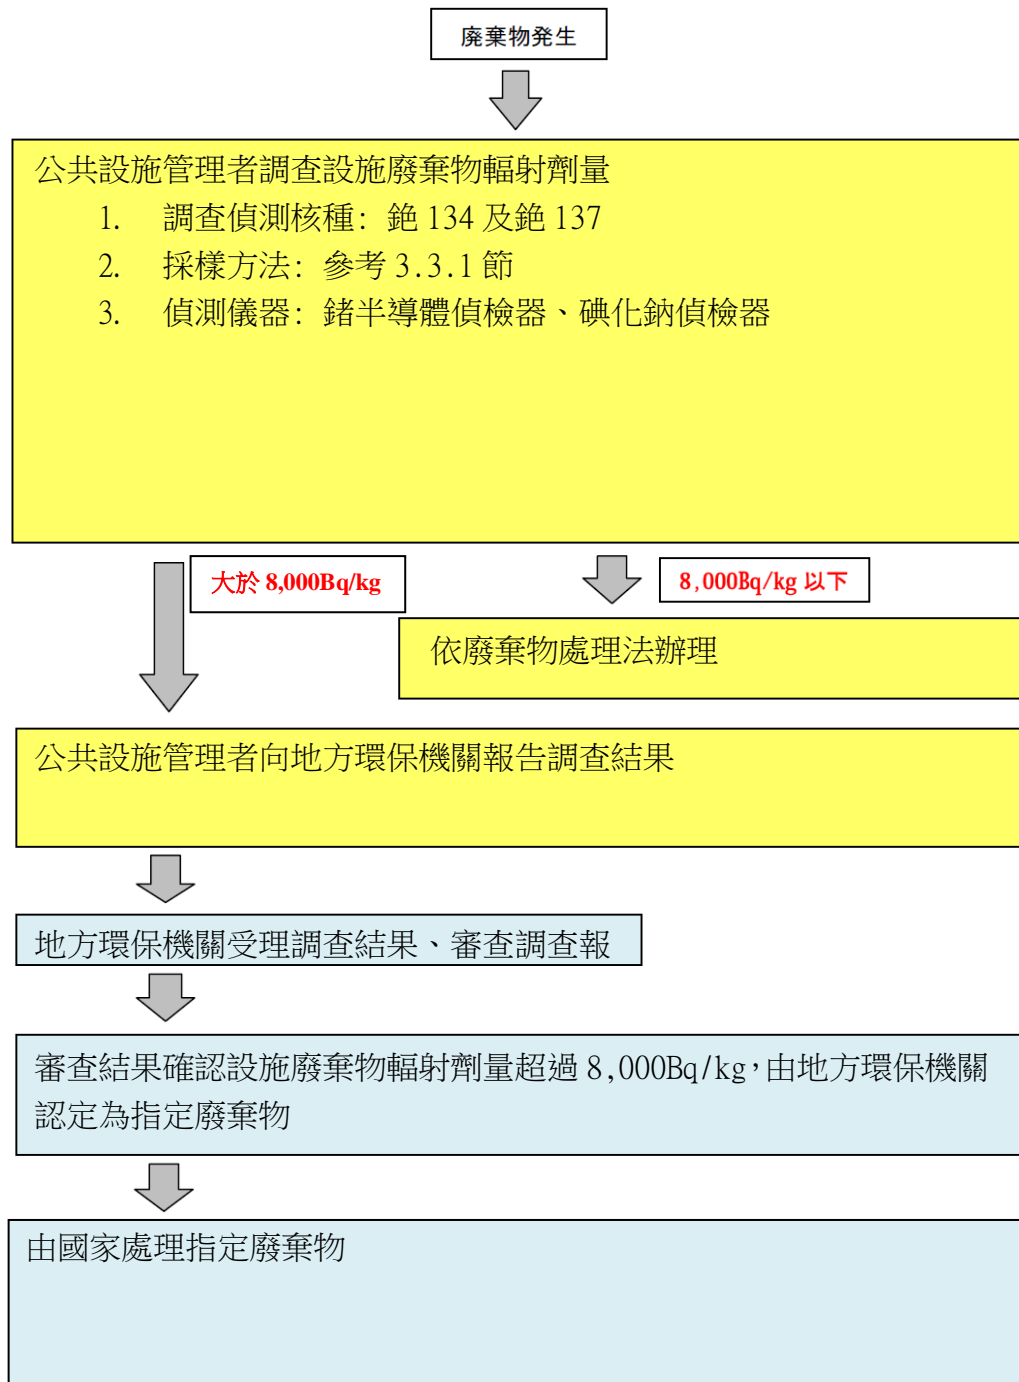 廃棄物発生
公共設施管理者調查設施廢棄物輻射劑量
1. 調查偵測核種: 銫 134 及銫 137
2. 採樣方法: 參考 3.3.1 節
3. 偵測儀器: 鍺半導體偵檢器、碘化鈉偵檢器
大於 8,000Bq/kg
8,000Bq/kg 以下
依廢棄物處理法辦理
公共設施管理者向地方環保機關報告調查結果
地方環保機關受理調查結果、審查調查報
審查結果確認設施廢棄物輻射劑量超過 8,000Bq/kg，由地方環保機關
認定為指定廢棄物
由國家處理指定廢棄物